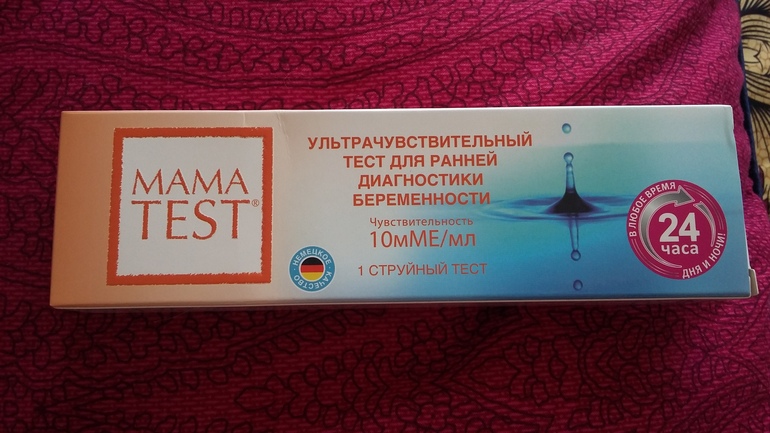 MAMA
TEST®
УЛЬТРАЧУВСТВИТЕЛЬНЫЙ
ТЕСТ ДЛЯ РАННЕЙ
ДИАГНОСТИКИ
БЕРЕМЕННОСТИ
Чувствительность
10мМЕ/мл
1 СТРУЙНЫЙ ТЕСТ
НЕМЕЦКОЕ КАЧЕСТВО
В ЛЮБОЕ ВРЕМЯ
24
ЧАСА
ДНЯ И НОЧИ!